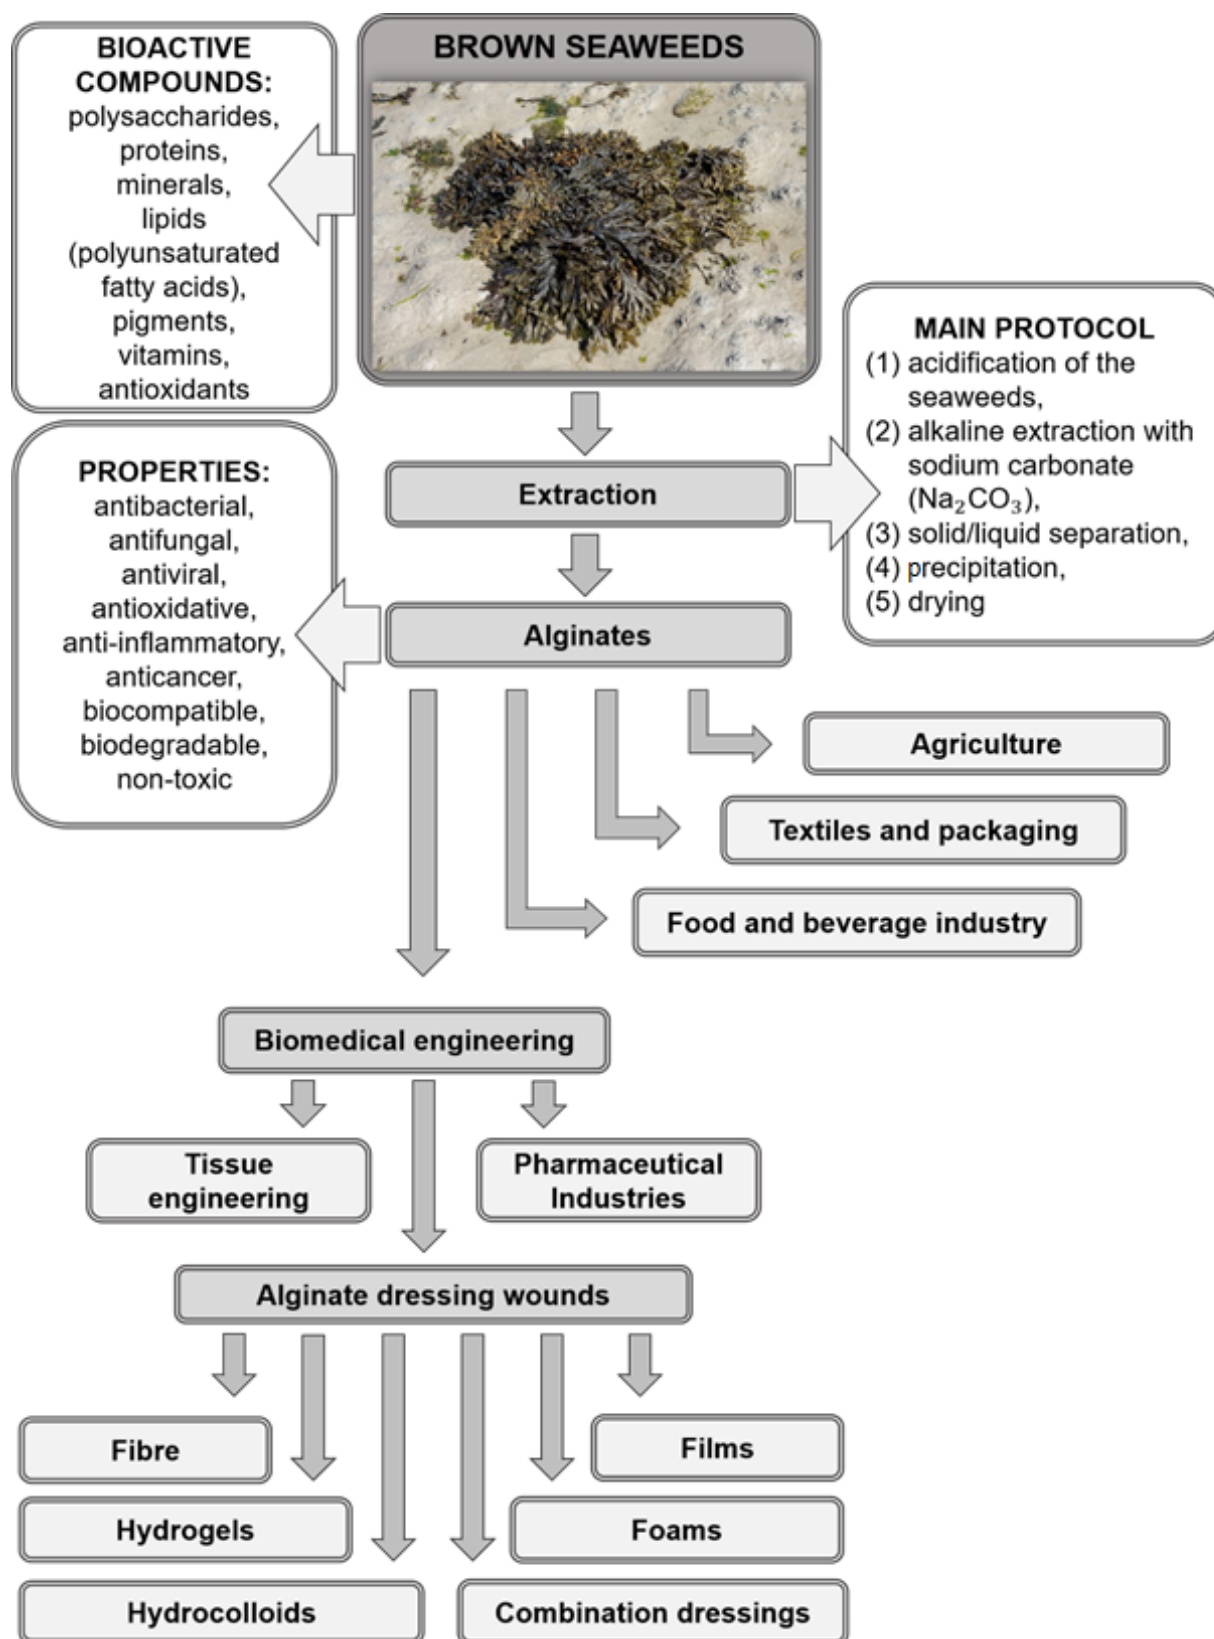 BROWN SEAWEEDS
BIOACTIVE
COMPOUNDS:
polysaccharides,
proteins,
minerals,
lipids
(polyunsaturated
fatty acids),
pigments,
vitamins,
antioxidants
MAIN PROTOCOL
(1) acidification of the
seaweeds,
(2) alkaline extraction with
sodium carbonate
(Na₂CO₃),
(3) solid/liquid separation,
(4) precipitation,
(5) drying
Extraction
PROPERTIES:
antibacterial,
antifungal,
antiviral,
antioxidative,
anti-inflammatory,
anticancer,
biocompatible,
biodegradable,
non-toxic
Alginates
Agriculture
Textiles and packaging
Food and beverage industry
Biomedical engineering
Tissue
engineering
Pharmaceutical
Industries
Alginate dressing wounds
Fibre
Films
Hydrogels
Foams
Hydrocolloids
Combination dressings